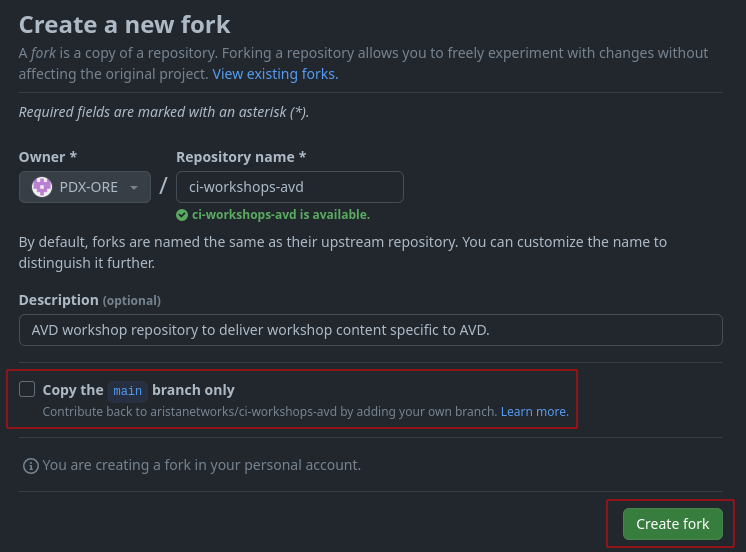 Create a new fork
A fork is a copy of a repository. Forking a repository allows you to freely experiment with changes without
affecting the original project. View existing forks.
Required fields are marked with an asterisk (*).
Owner * Repository name *
PDX-ORE / ci-workshops-avd
ci-workshops-avd is available.
By default, forks are named the same as their upstream repository. You can customize the name to
distinguish it further.
Description (optional)
AVD workshop repository to deliver workshop content specific to AVD.
Copy the main branch only
Contribute back to aristanetworks/ci-workshops-avd by adding your own branch. Learn more.
You are creating a fork in your personal account.
Create fork